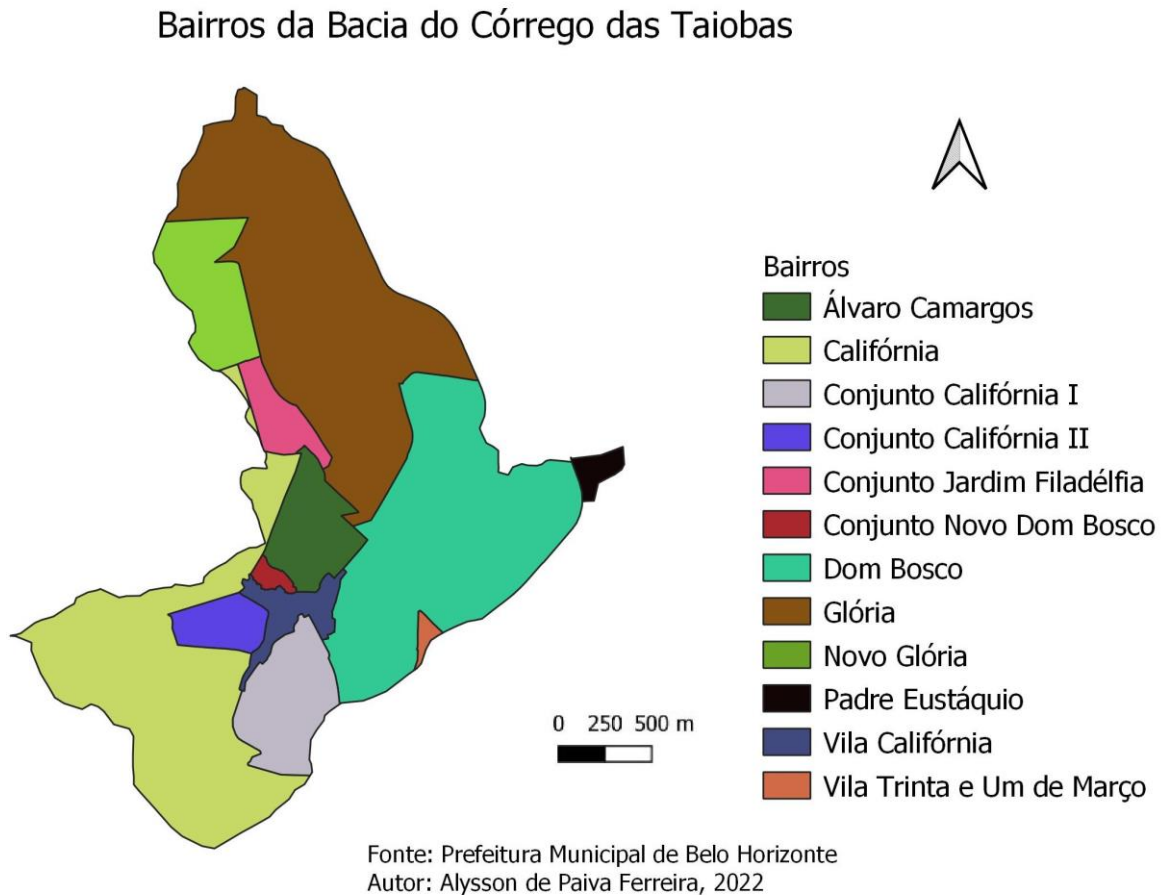 Bairros da Bacia do Córrego das Taiobas
Bairros
Álvaro Camargos
Califórnia
Conjunto Califórnia I
Conjunto Califórnia II
Conjunto Jardim Filadélfia
Conjunto Novo Dom Bosco
Dom Bosco
Glória
Novo Glória
Padre Eustáquio
Vila Califórnia
Vila Trinta e Um de Março
0 250 500 m
Fonte: Prefeitura Municipal de Belo Horizonte
Autor: Alysson de Paiva Ferreira, 2022